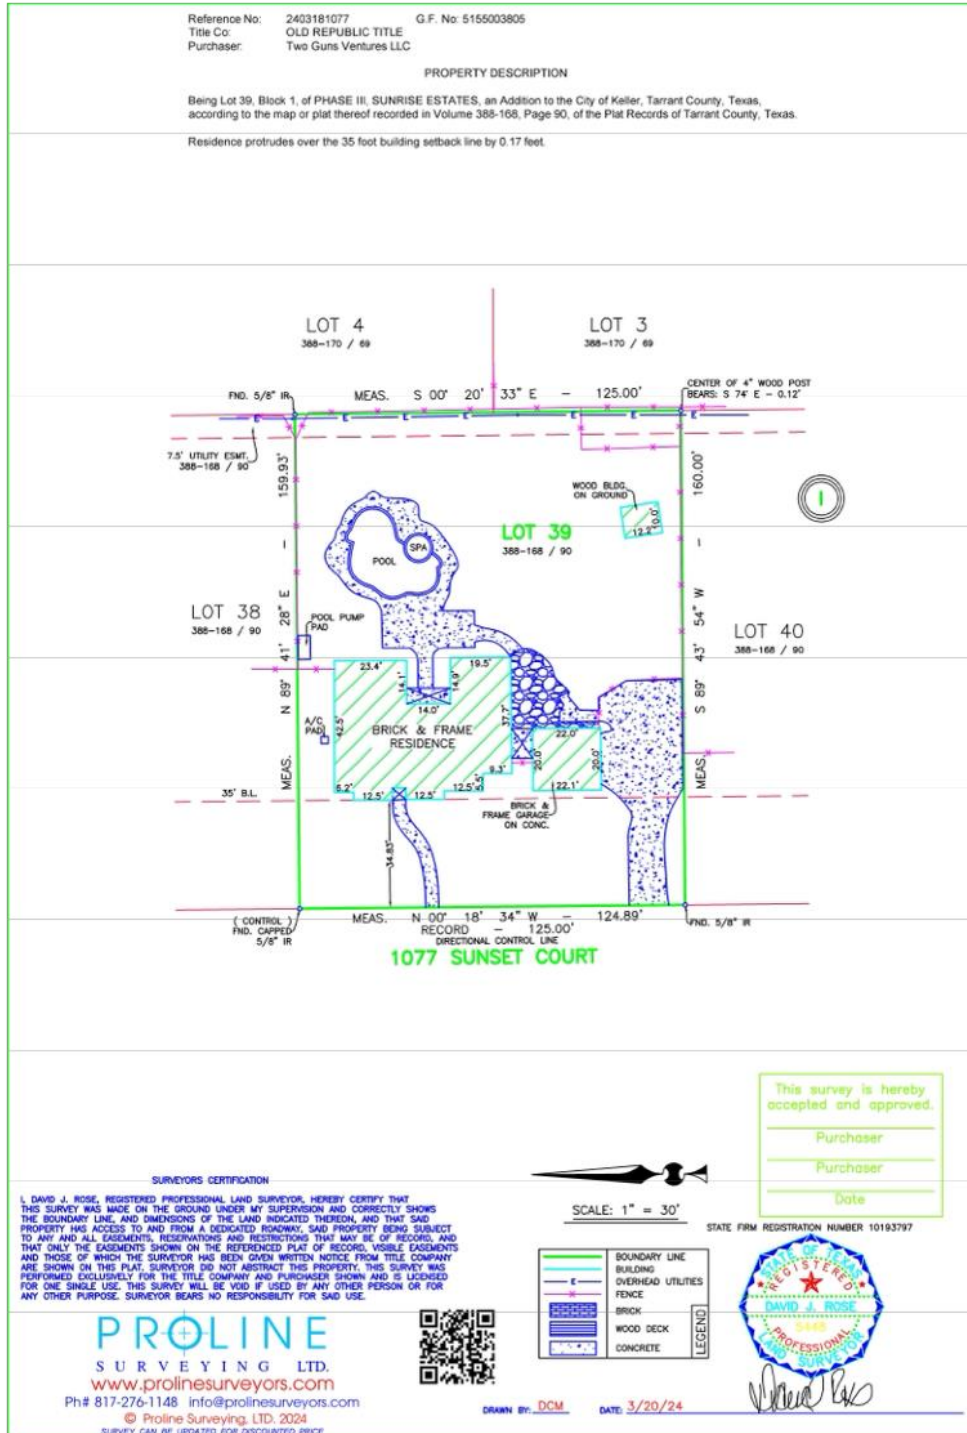 Reference No: 2403181077 G.F. No: 5155003805
Title Co: OLD REPUBLIC TITLE
Purchaser: Two Guns Ventures LLC
PROPERTY DESCRIPTION
Being Lot 39, Block 1, of PHASE III, SUNRISE ESTATES, an Addition to the City of Keller, Tarrant County, Texas,
according to the map or plat thereof recorded in Volume 388-168, Page 90, of the Plat Records of Tarrant County, Texas.
Residence protrudes over the 35 foot building setback line by 0.17 feet.
LOT 4
388-170 / 69
LOT 3
388-170 / 69
FND. 5/8" IR
MEAS. S 00° 20' 33" E - 125.00'
CENTER OF 4" WOOD POST
BEARS: S 74° E - 0.12'
E E E E E
7.5' UTILITY ESMT.
388-168 / 90
MEAS. N 89° 41' 28" E - 159.93'
MEAS. S 89° 43' 54" W - 160.00'
WOOD BLDG.
ON GROUND
12.2'
10.0'
1
LOT 39
388-168 / 90
POOL
SPA
LOT 38
388-168 / 90
POOL PUMP
PAD
LOT 40
388-168 / 90
23.4'
14.1'
14.0'
14.9'
19.5'
37.7'
A/C
PAD
42.5'
BRICK & FRAME
RESIDENCE
22.0'
20.0'
20.0'
22.1'
9.3'
5.5'
12.5'
12.5'
12.5'
6.2'
35' B.L.
BRICK &
FRAME GARAGE
ON CONC.
34.83'
( CONTROL )
FND. CAPPED
5/8" IR
MEAS. N 00° 18' 34" W - 124.89'
RECORD - 125.00'
DIRECTIONAL CONTROL LINE
FND. 5/8" IR
1077 SUNSET COURT
This survey is hereby
accepted and approved.
Purchaser
Purchaser
Date
SURVEYORS CERTIFICATION
I, DAVID J. ROSE, REGISTERED PROFESSIONAL LAND SURVEYOR, HEREBY CERTIFY THAT
THIS SURVEY WAS MADE ON THE GROUND UNDER MY SUPERVISION AND CORRECTLY SHOWS
THE BOUNDARY LINE, AND DIMENSIONS OF THE LAND INDICATED THEREON, AND THAT SAID
PROPERTY HAS ACCESS TO AND FROM A DEDICATED ROADWAY, SAID PROPERTY BEING SUBJECT
TO ANY AND ALL EASEMENTS, RESERVATIONS AND RESTRICTIONS THAT MAY BE OF RECORD, AND
THAT ONLY THE EASEMENTS SHOWN ON THE REFERENCED PLAT OF RECORD, VISIBLE EASEMENTS
AND THOSE OF WHICH THE SURVEYOR HAS BEEN GIVEN WRITTEN NOTICE FROM TITLE COMPANY
ARE SHOWN ON THIS PLAT. SURVEYOR DID NOT ABSTRACT THIS PROPERTY. THIS SURVEY WAS
PERFORMED EXCLUSIVELY FOR THE TITLE COMPANY AND PURCHASER SHOWN AND IS LICENSED
FOR ONE SINGLE USE. THIS SURVEY WILL BE VOID IF USED BY ANY OTHER PERSON OR FOR
ANY OTHER PURPOSE. SURVEYOR BEARS NO RESPONSIBILITY FOR SAID USE.
SCALE: 1" = 30'
STATE FIRM REGISTRATION NUMBER 10193797
BOUNDARY LINE
BUILDING
E OVERHEAD UTILITIES
FENCE
BRICK
WOOD DECK
CONCRETE
LEGEND
STATE OF TEXAS
REGISTERED
DAVID J. ROSE
5448
PROFESSIONAL
LAND SURVEYOR
PROLINE
SURVEYING LTD.
www.prolinesurveyors.com
Ph# 817-276-1148 info@prolinesurveyors.com
© Proline Surveying, LTD. 2024
SURVEY CAN BE UPDATED FOR DISCOUNTED PRICE
DRAWN BY: DCM DATE: 3/20/24